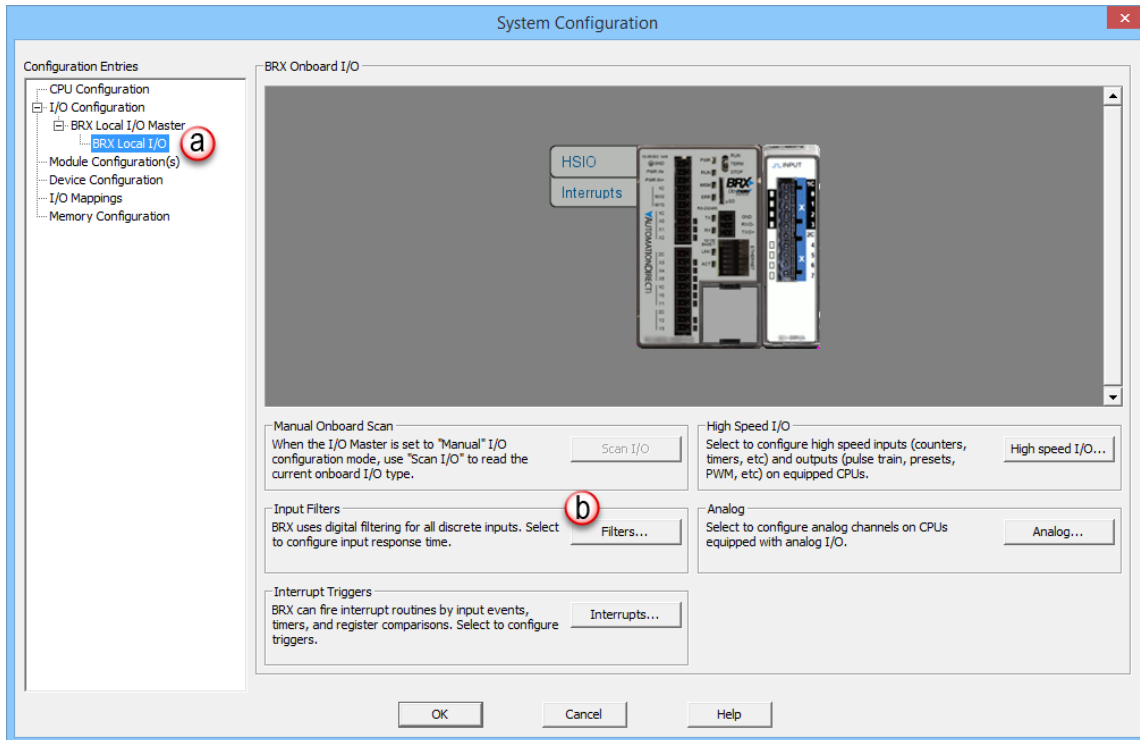 System Configuration
Configuration Entries
CPU Configuration
I/O Configuration
BRX Local I/O Master
BRX Local I/O
a
Module Configuration(s)
Device Configuration
I/O Mappings
Memory Configuration
BRX Onboard I/O
HSIO
Interrupts
RUN
PWR
TERM
RUN
STOP
BRX
AUTOMATIONDIRECT
INPUT
Manual Onboard Scan
When the I/O Master is set to "Manual" I/O
configuration mode, use "Scan I/O" to read the
current onboard I/O type.
Scan I/O
High Speed I/O
Select to configure high speed inputs (counters,
timers, etc) and outputs (pulse train, presets,
PWM, etc) on equipped CPUs.
High speed I/O...
Input Filters
b
BRX uses digital filtering for all discrete inputs. Select
to configure input response time.
Filters...
Analog
Select to configure analog channels on CPUs
equipped with analog I/O.
Analog...
Interrupt Triggers
BRX can fire interrupt routines by input events,
timers, and register comparisons. Select to configure
triggers.
Interrupts...
OK
Cancel
Help